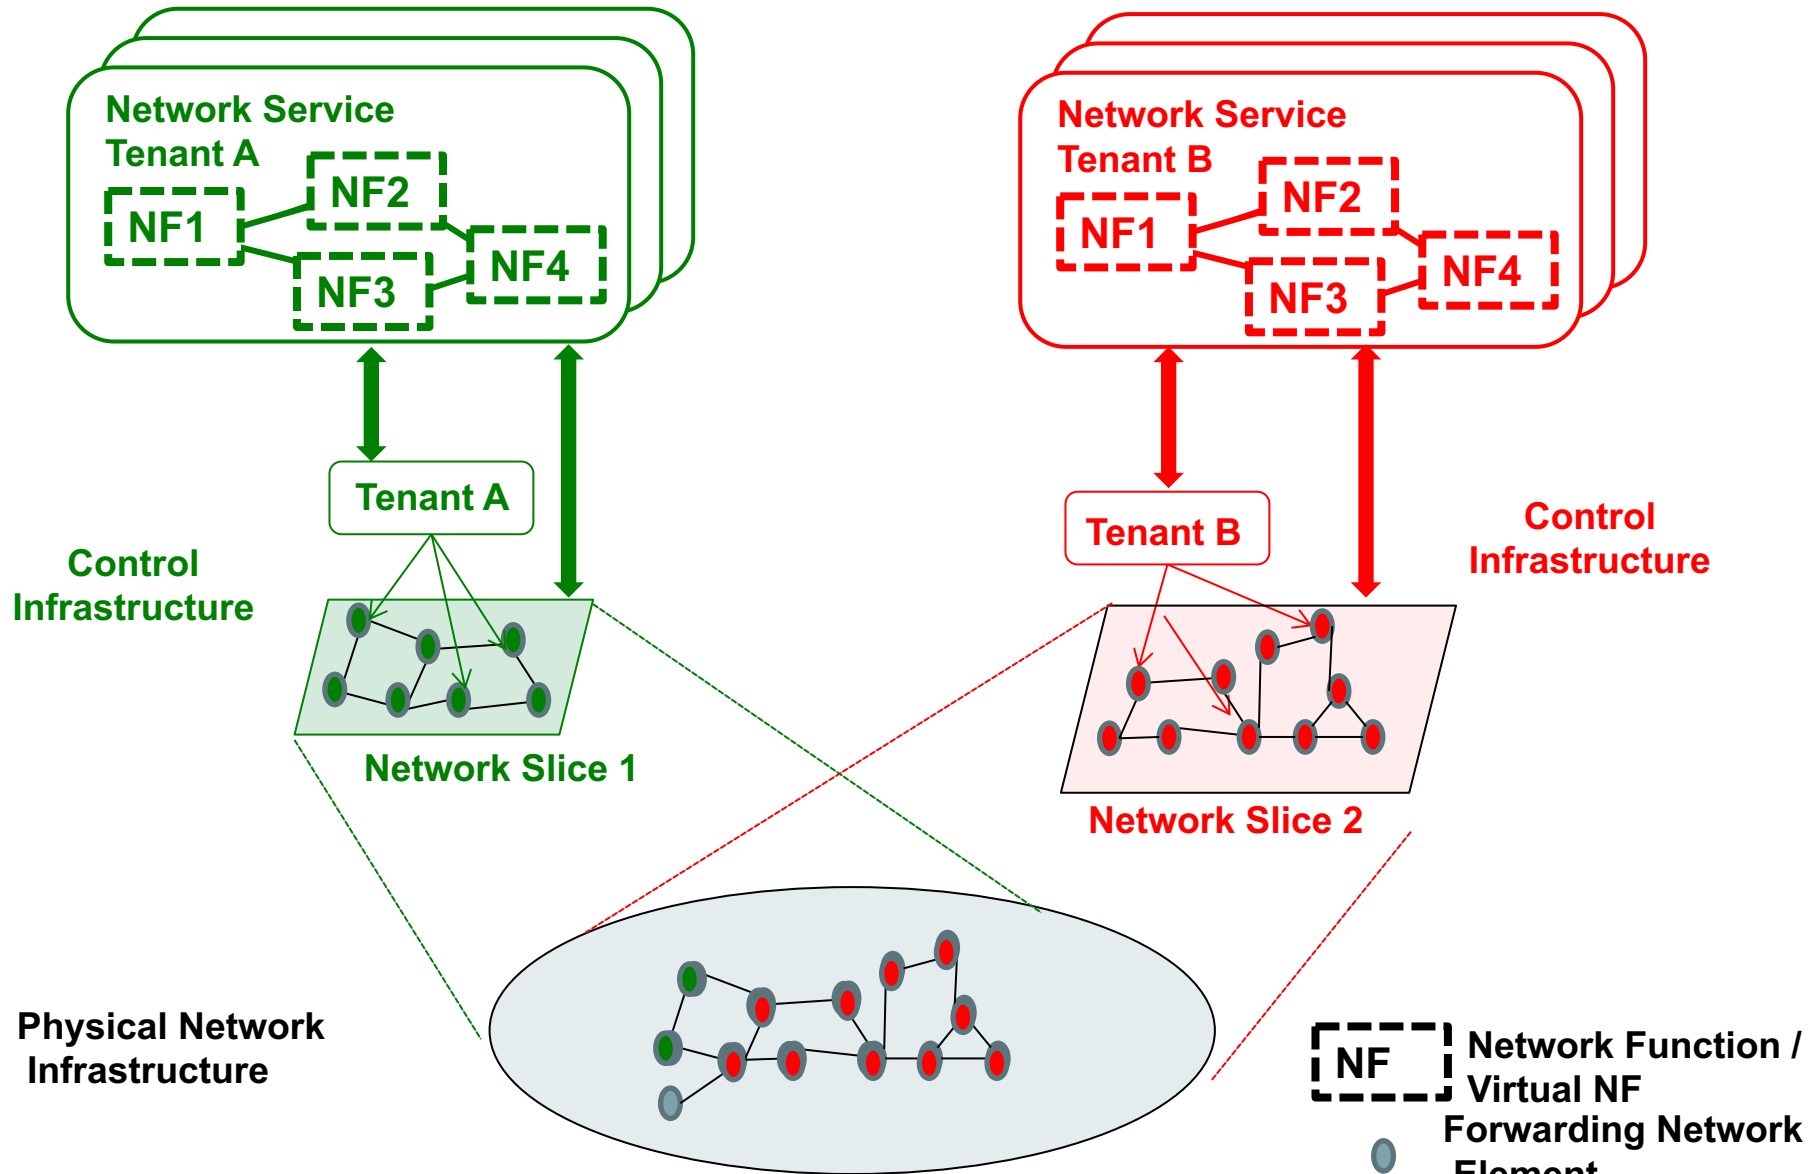 Network Service
Tenant A
NF1
NF2
NF3
NF4
Network Service
Tenant B
NF1
NF2
NF3
NF4
Tenant A
Control
Infrastructure
Network Slice 1
Tenant B
Control
Infrastructure
Network Slice 2
Physical Network
Infrastructure
NF
Network Function /
Virtual NF
Forwarding Network
Element